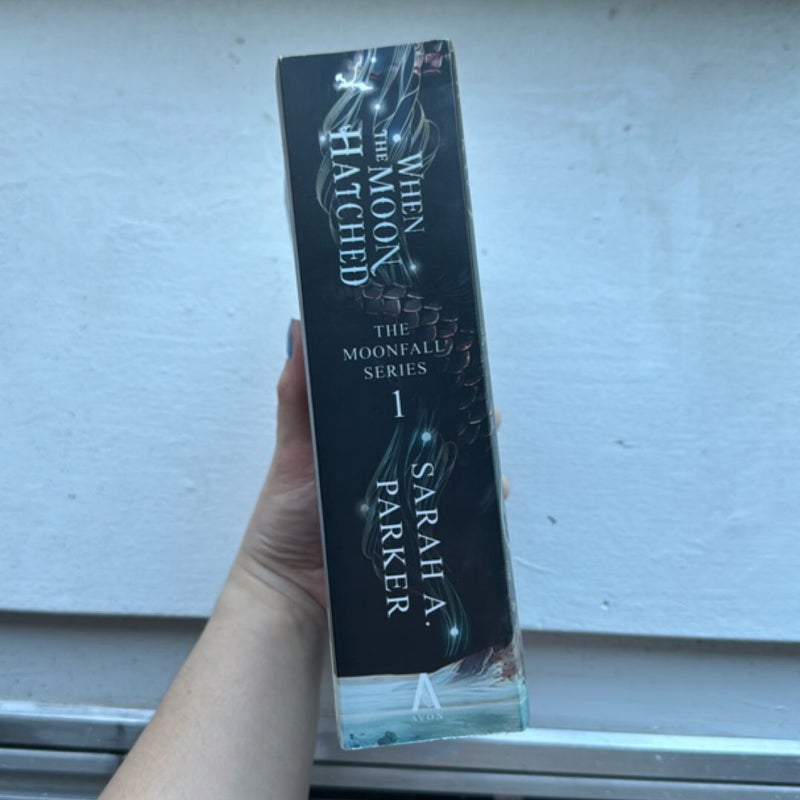 WHEN
THE MOON
HATCHED
THE
MOONFALL
SERIES
1
SARAH A.
PARKER
AVON